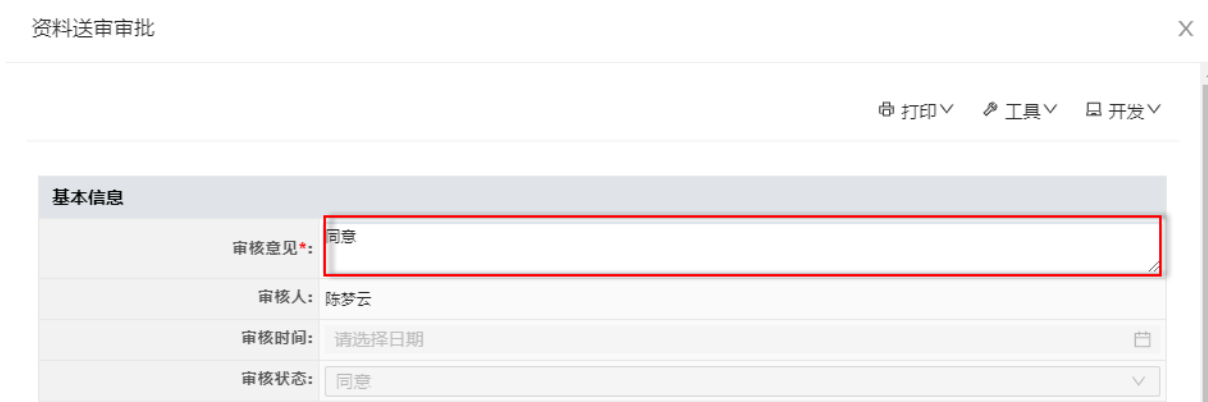 资料送审审批
X
打印 工具 开发
基本信息
审核意见*: 同意
审核人: 陈梦云
审核时间: 请选择日期
审核状态: 同意